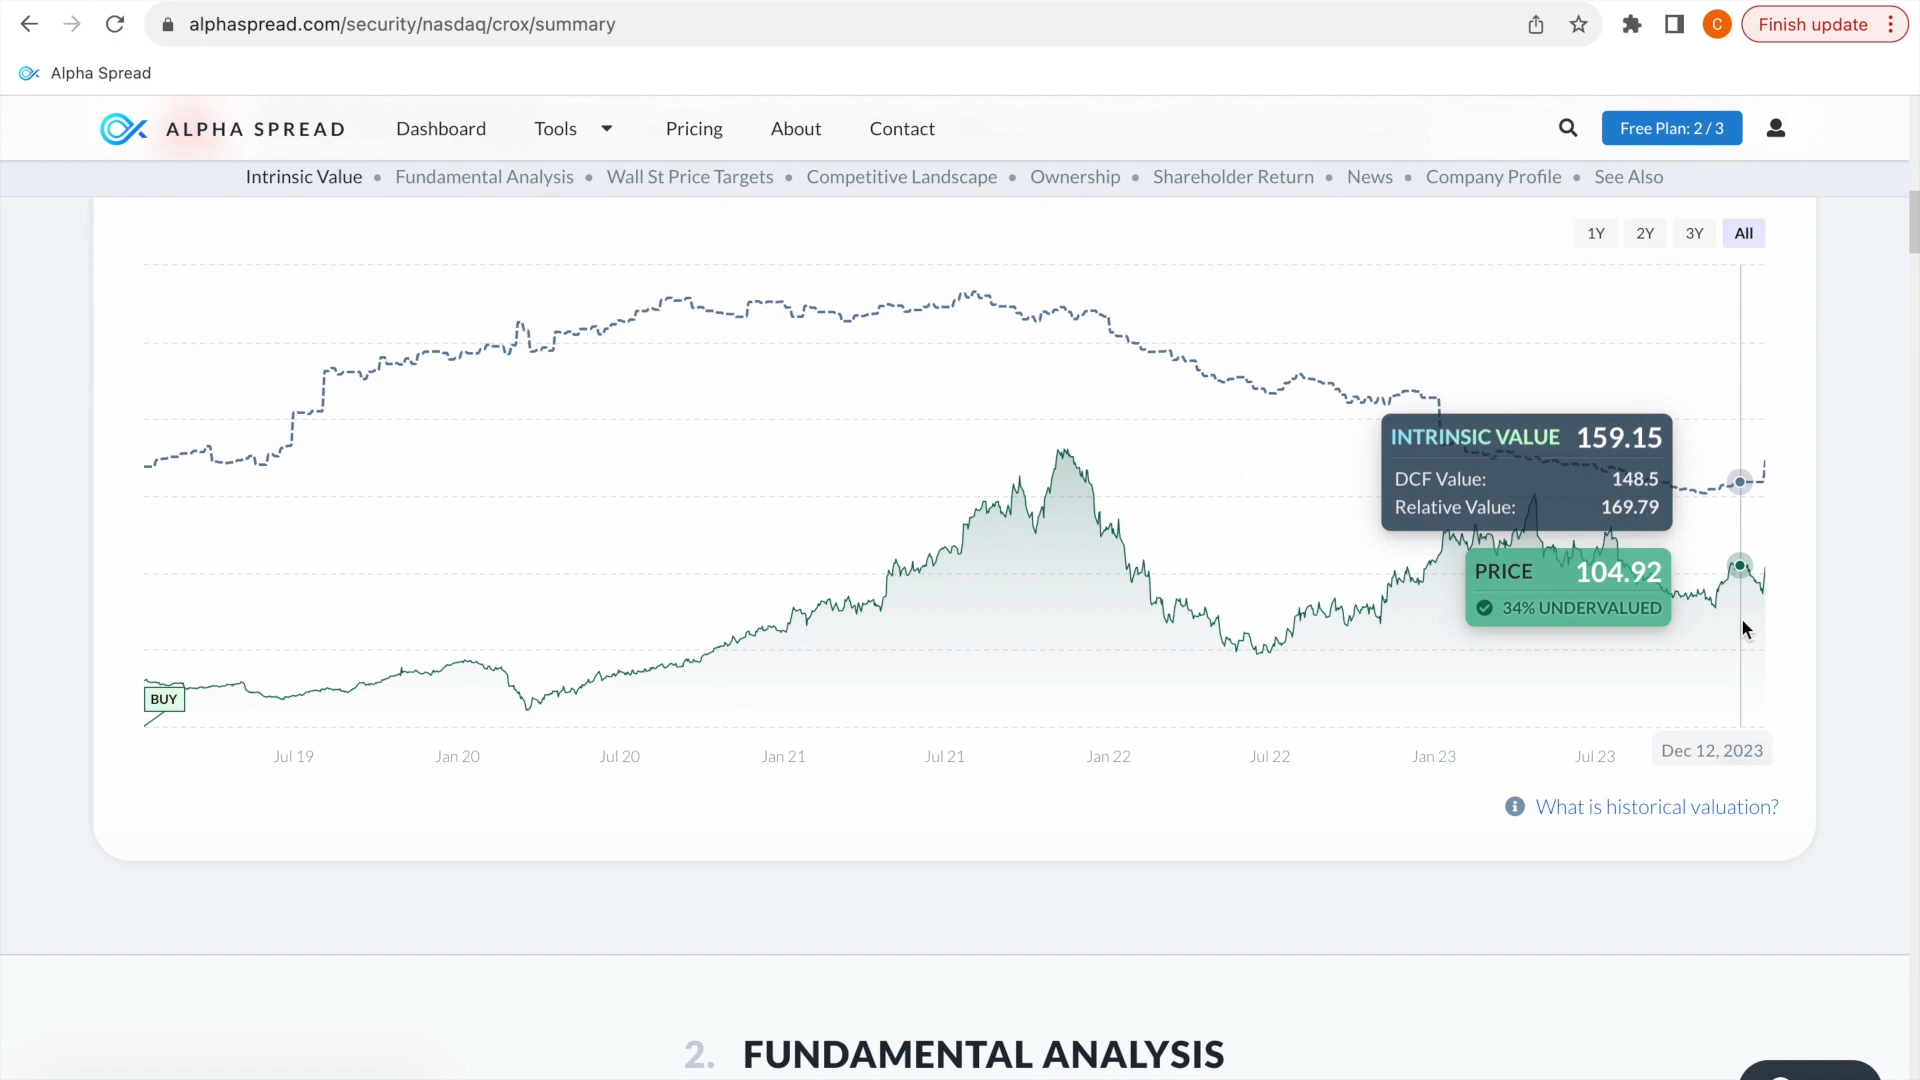 alphaspread.com/security/nasdaq/crox/summary
C
Finish update
Alpha Spread
ALPHA SPREAD
Dashboard
Tools
Pricing
About
Contact
Free Plan: 2 / 3
Intrinsic Value • Fundamental Analysis • Wall St Price Targets • Competitive Landscape • Ownership • Shareholder Return • News • Company Profile • See Also
1Y 2Y 3Y All
INTRINSIC VALUE 159.15
DCF Value: 148.5
Relative Value: 169.79
PRICE 104.92
34% UNDERVALUED
BUY
Jul 19 Jan 20 Jul 20 Jan 21 Jul 21 Jan 22 Jul 22 Jan 23 Jul 23 Dec 12, 2023
What is historical valuation?
2. FUNDAMENTAL ANALYSIS